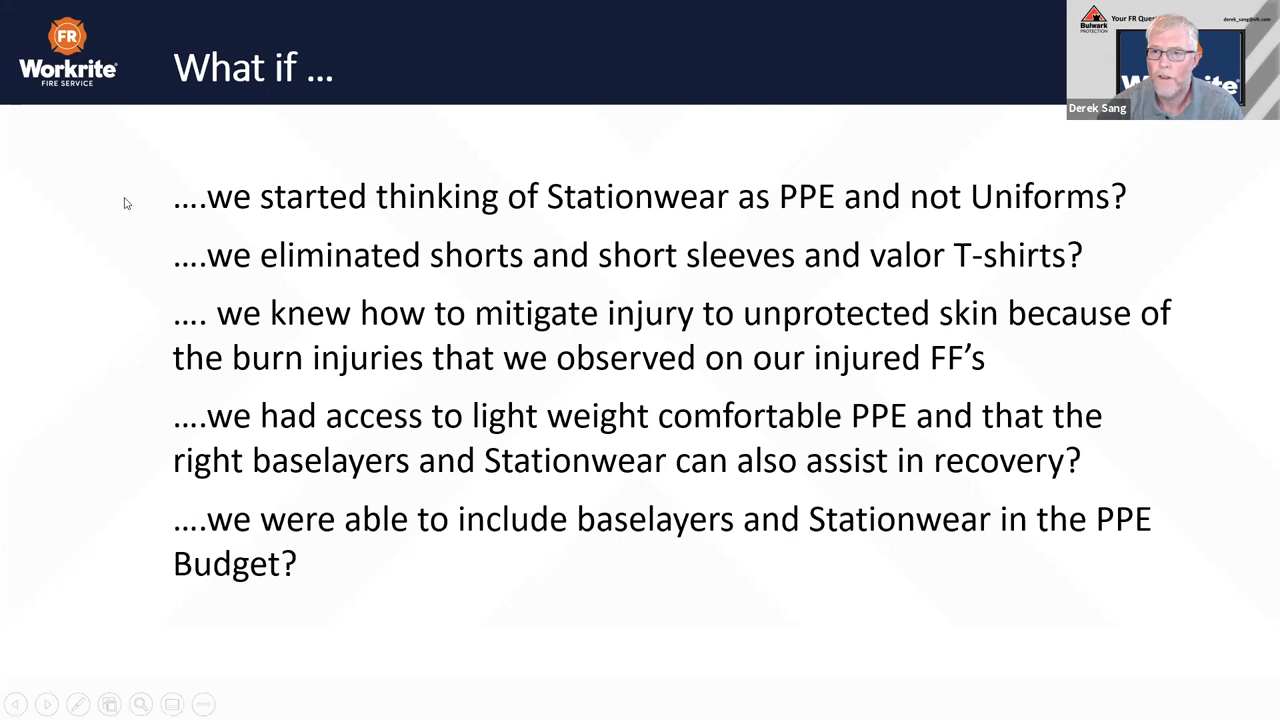 FR
Workrite
FIRE SERVICE
What if ...
Bulwark
PROTECTION
Your FR
derek_sang@vfc.com
Derek Sang
....we started thinking of Stationwear as PPE and not Uniforms?
....we eliminated shorts and short sleeves and valor T-shirts?
.... we knew how to mitigate injury to unprotected skin because of
the burn injuries that we observed on our injured FF’s
....we had access to light weight comfortable PPE and that the
right baselayers and Stationwear can also assist in recovery?
....we were able to include baselayers and Stationwear in the PPE
Budget?